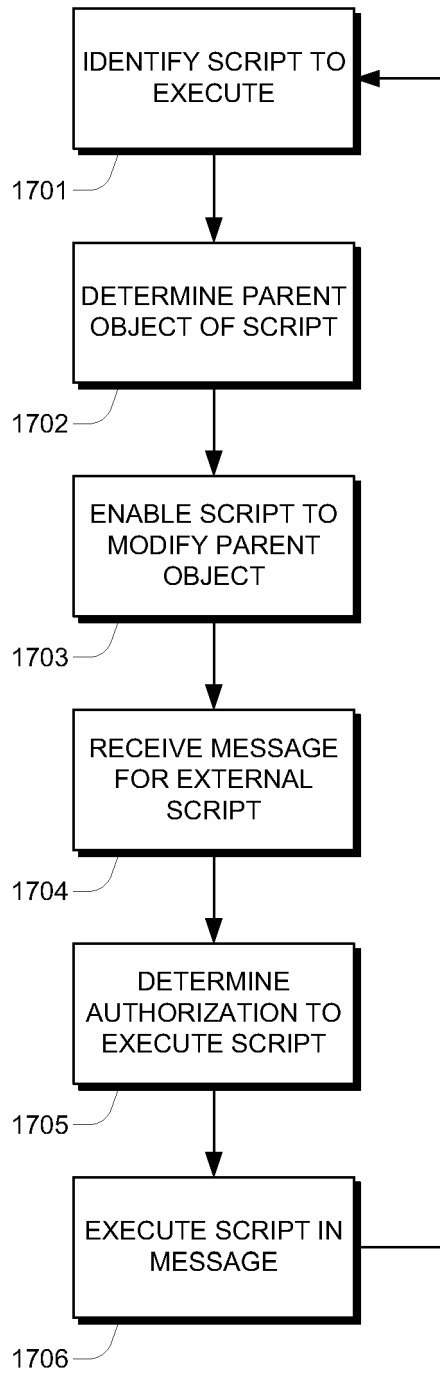 IDENTIFY SCRIPT TO
EXECUTE
1701
DETERMINE PARENT
OBJECT OF SCRIPT
1702
ENABLE SCRIPT TO
MODIFY PARENT
OBJECT
1703
RECEIVE MESSAGE
FOR EXTERNAL
SCRIPT
1704
DETERMINE
AUTHORIZATION TO
EXECUTE SCRIPT
1705
EXECUTE SCRIPT IN
MESSAGE
1706